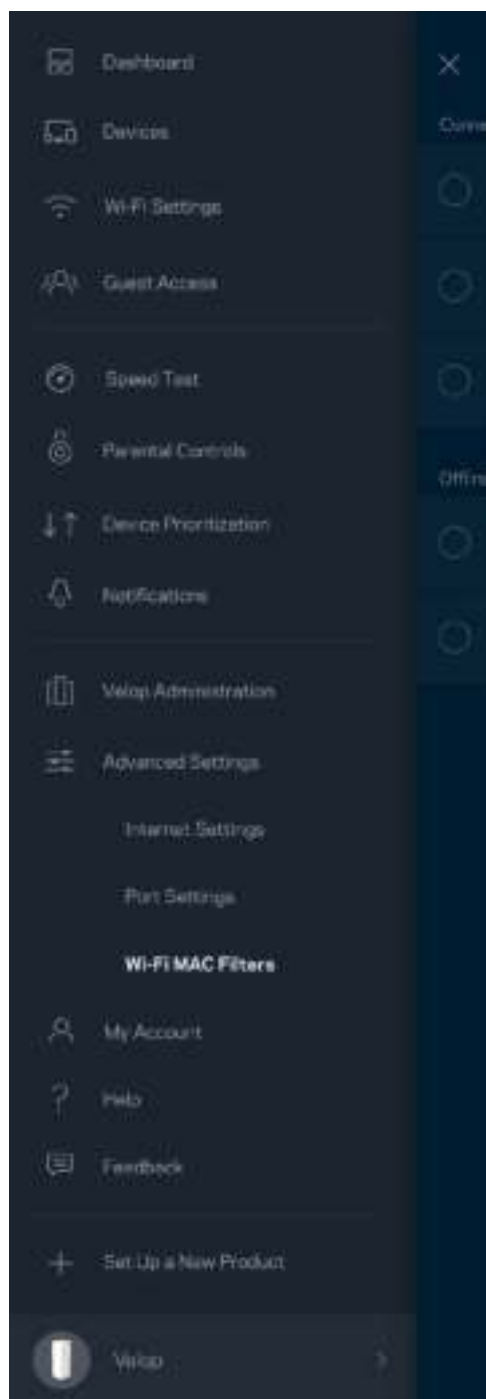 Dashboard
Devices
Wi-Fi Settings
Guest Access
Speed Test
Parental Controls
Device Prioritization
Notifications
Velop Administration
Advanced Settings
Internet Settings
Port Settings
Wi-Fi MAC Filters
My Account
Help
Feedback
Set Up a New Product
Velop
Offline